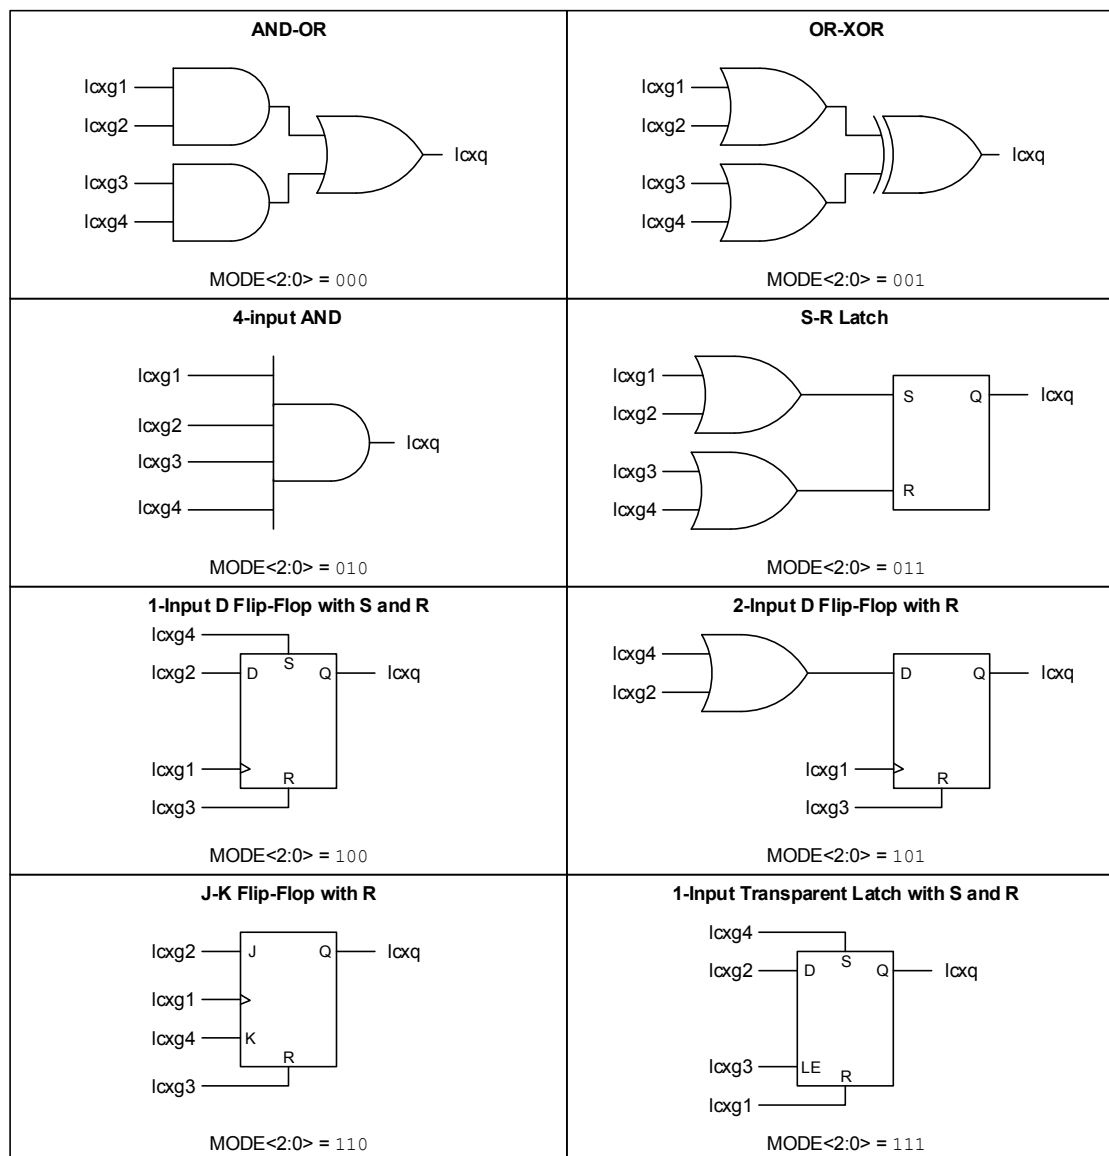 AND-OR
lcxg1
lcxg2
lcxg3
lcxg4
lcxq
MODE<2:0> = 000
OR-XOR
lcxg1
lcxg2
lcxg3
lcxg4
lcxq
MODE<2:0> = 001
4-input AND
lcxg1
lcxg2
lcxg3
lcxg4
lcxq
MODE<2:0> = 010
S-R Latch
lcxg1
lcxg2
lcxg3
lcxg4
S
Q
R
lcxq
MODE<2:0> = 011
1-Input D Flip-Flop with S and R
lcxg4
S
lcxg2
D
Q
lcxq
lcxg1
R
lcxg3
MODE<2:0> = 100
2-Input D Flip-Flop with R
lcxg4
lcxg2
D
Q
lcxq
lcxg1
R
lcxg3
MODE<2:0> = 101
J-K Flip-Flop with R
lcxg2
J
Q
lcxq
lcxg1
lcxg4
K
R
lcxg3
MODE<2:0> = 110
1-Input Transparent Latch with S and R
lcxg4
S
lcxg2
D
Q
lcxq
lcxg3
LE
R
lcxg1
MODE<2:0> = 111